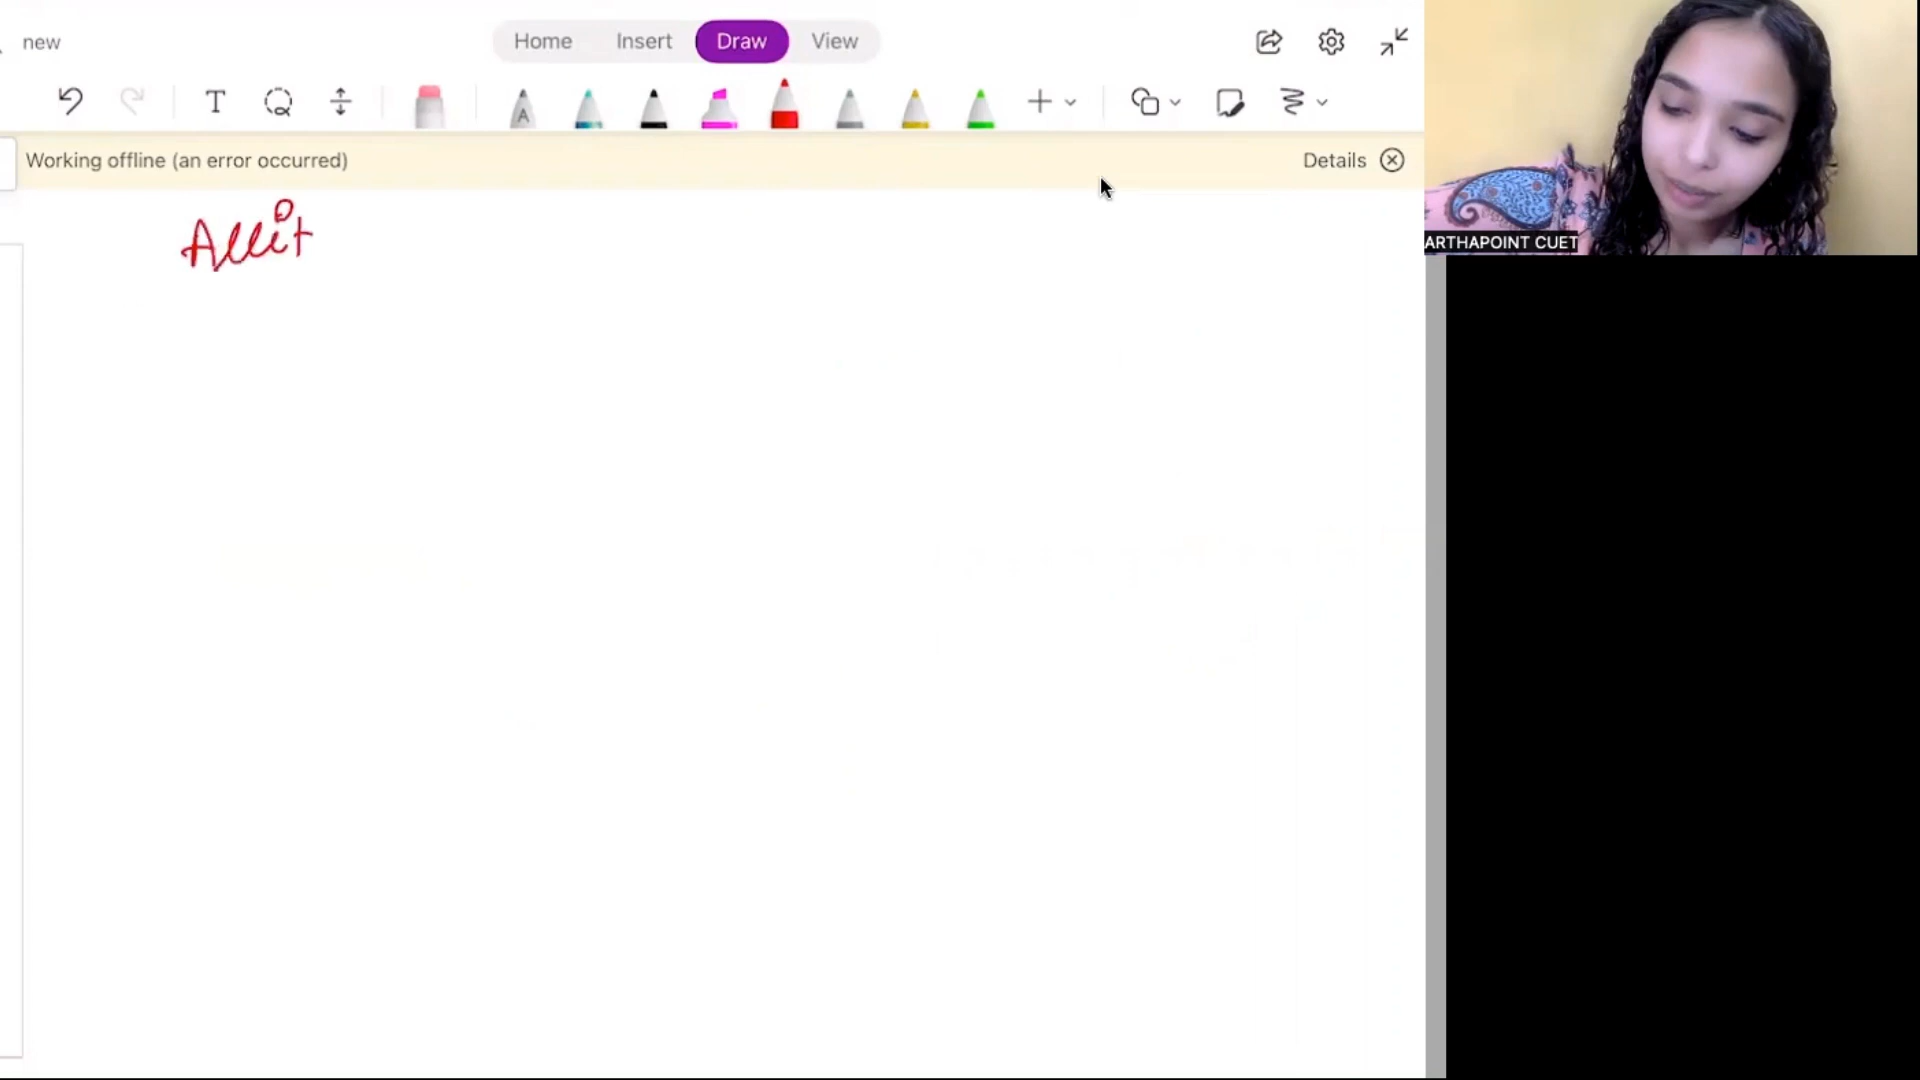 new
Home Insert Draw View
T
A
Working offline (an error occurred) Details
ARTHAPOINT CUET
Allit